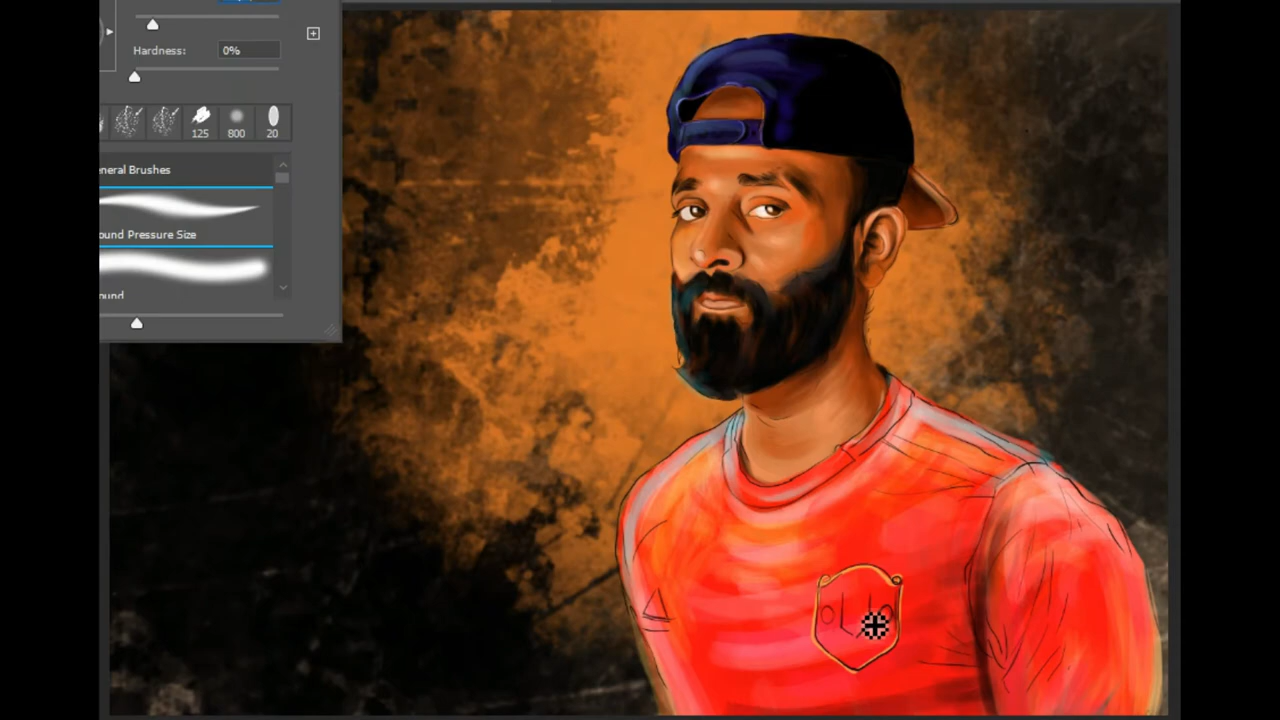 Hardness: 0%
125 800 20
eneral Brushes
ound Pressure Size
ound